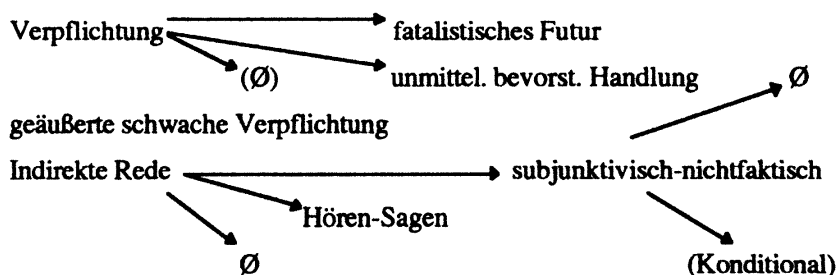 Verpflichtung fatalistisches Futur
(Ø) unmittel. bevorst. Handlung Ø
geäußerte schwache Verpflichtung
Indirekte Rede subjunktivisch-nichtfaktisch
Hören-Sagen
Ø (Konditional)